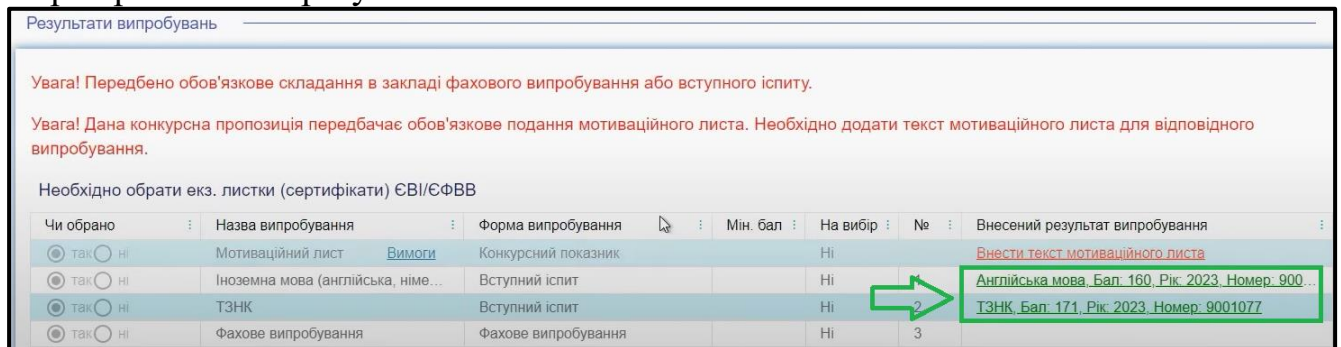 Результати випробувань
Увага! Передбено обов'язкове складання в закладі фахового випробування або вступного іспиту.
Увага! Дана конкурсна пропозиція передбачає обов'язкове подання мотиваційного листа. Необхідно додати текст мотиваційного листа для відповідного
випробування.
Необхідно обрати екз. листки (сертифікати) ЄВІ/ЄФВВ
Чи обрано Назва випробування Форма випробування Мін. бал На вибір № Внесений результат випробування
так ні Мотиваційний лист Вимоги Конкурсний показник Ні Внести текст мотиваційного листа
так ні Іноземна мова (англійська, німе... Вступний іспит Ні 1 Англійська мова, Бал: 160, Рік: 2023, Номер: 900...
так ні ТЗНК Вступний іспит Ні 2 ТЗНК, Бал: 171, Рік: 2023, Номер: 9001077
так ні Фахове випробування Фахове випробування Ні 3